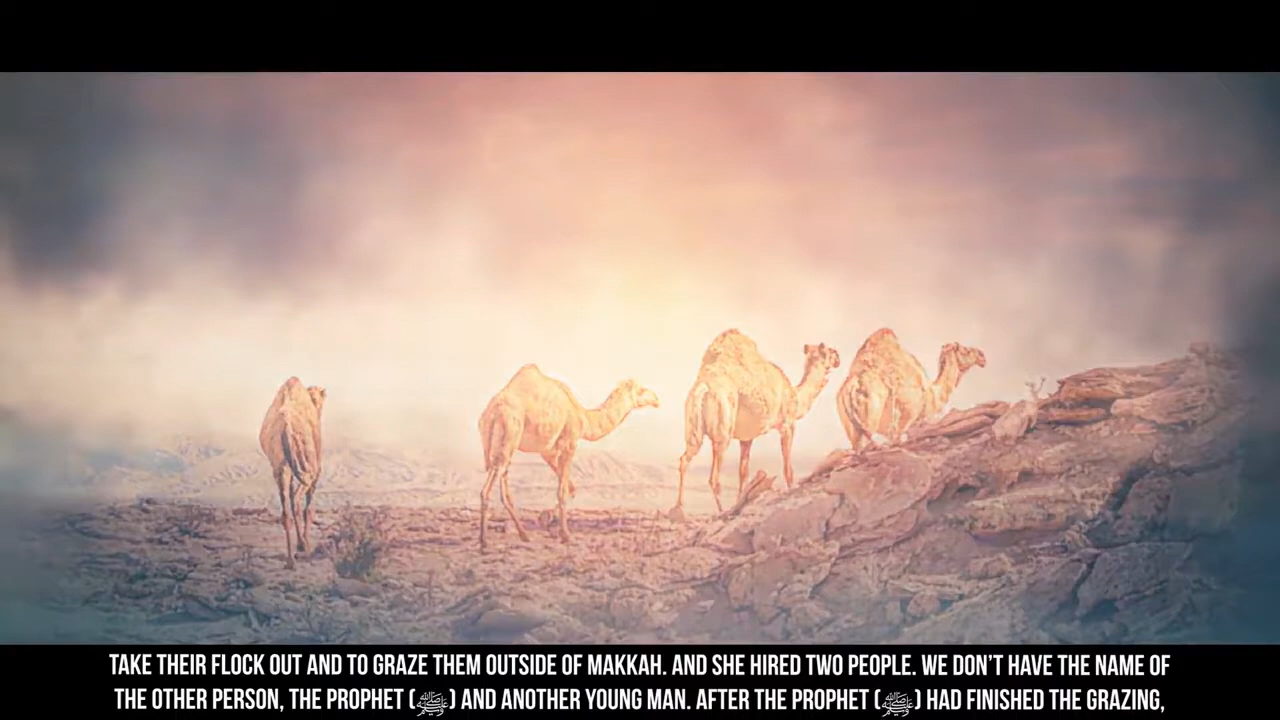 TAKE THEIR FLOCK OUT AND TO GRAZE THEM OUTSIDE OF MAKKAH. AND SHE HIRED TWO PEOPLE. WE DON'T HAVE THE NAME OF
THE OTHER PERSON, THE PROPHET (ﷺ) AND ANOTHER YOUNG MAN. AFTER THE PROPHET (ﷺ) HAD FINISHED THE GRAZING,